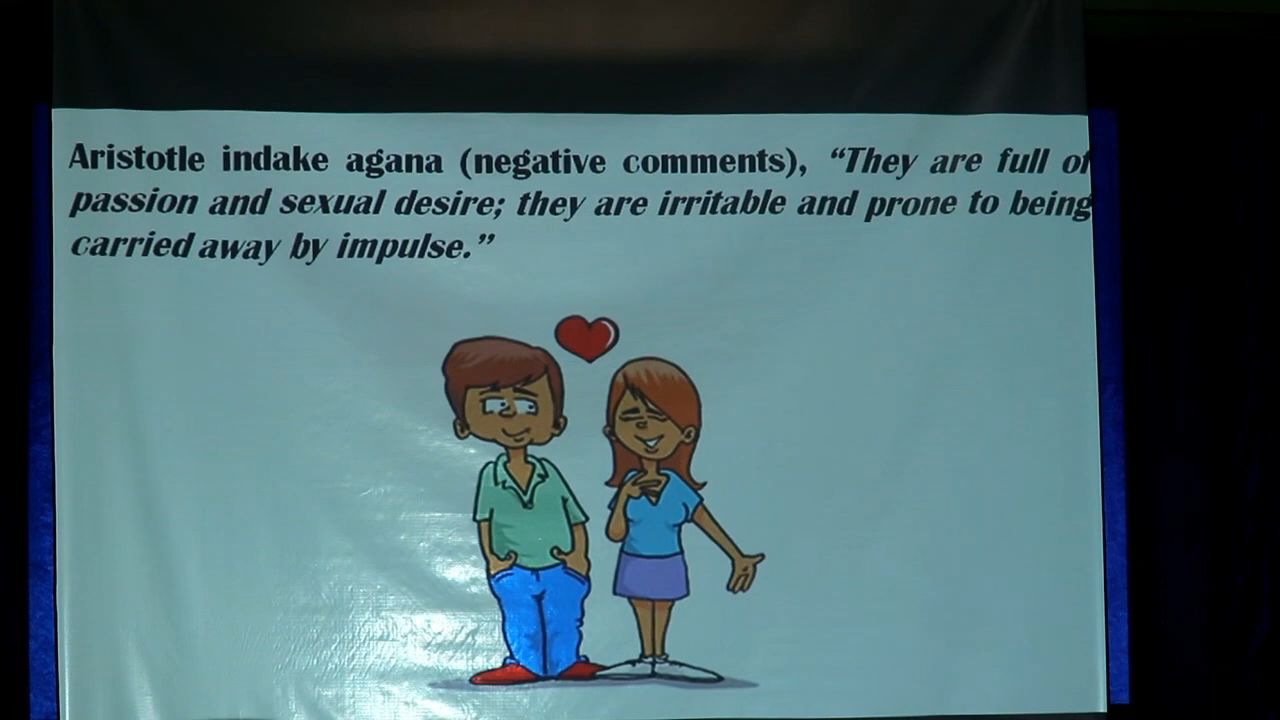 Aristotle indake agana (negative comments), “They are full of
passion and sexual desire; they are irritable and prone to being
carried away by impulse.”